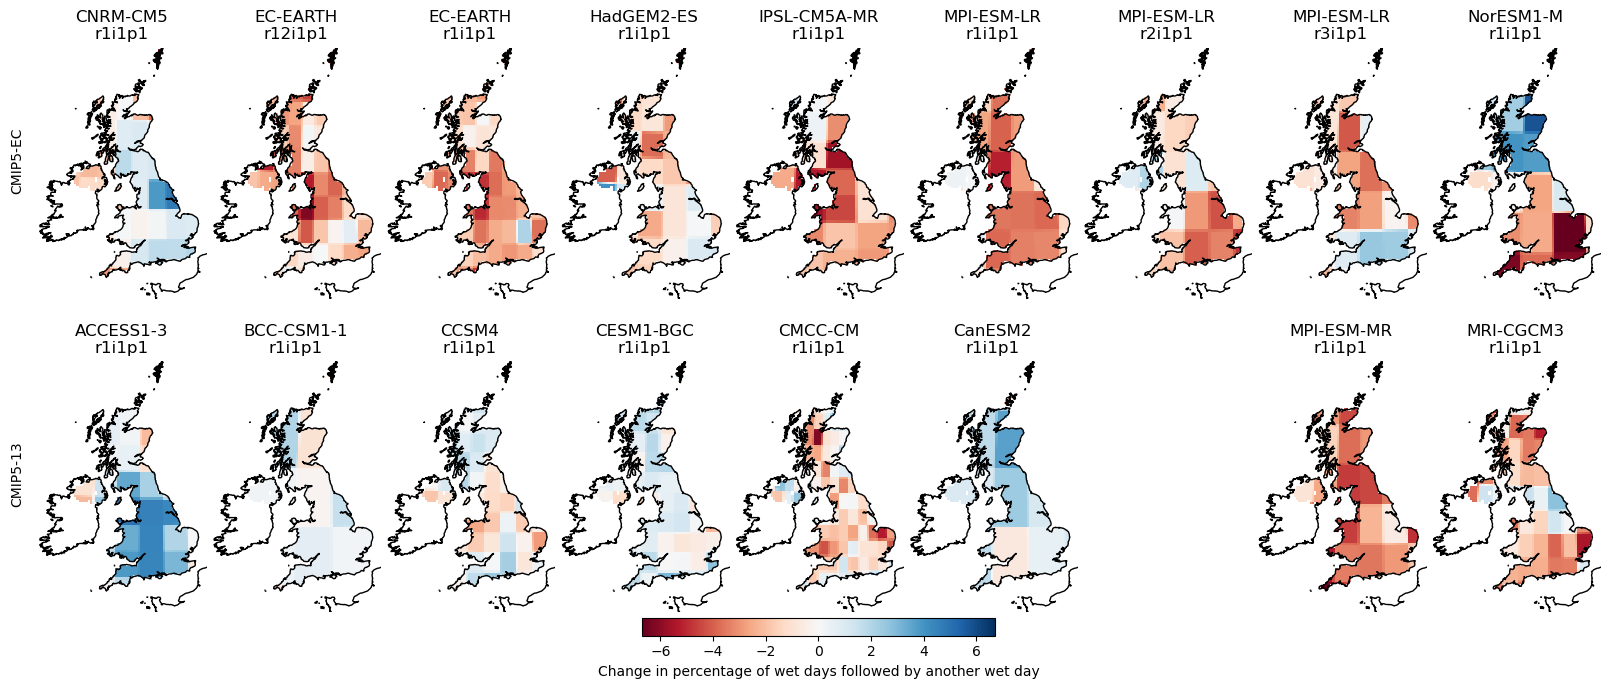 CNRM-CM5
r1i1p1
EC-EARTH
r12i1p1
EC-EARTH
r1i1p1
HadGEM2-ES
r1i1p1
IPSL-CM5A-MR
r1i1p1
MPI-ESM-LR
r1i1p1
MPI-ESM-LR
r2i1p1
MPI-ESM-LR
r3i1p1
NorESM1-M
r1i1p1
CMIP5-EC
ACCESS1-3
r1i1p1
BCC-CSM1-1
r1i1p1
CCSM4
r1i1p1
CESM1-BGC
r1i1p1
CMCC-CM
r1i1p1
CanESM2
r1i1p1
MPI-ESM-MR
r1i1p1
MRI-CGCM3
r1i1p1
CMIP5-13
−6 −4 −2 0 2 4 6
Change in percentage of wet days followed by another wet day